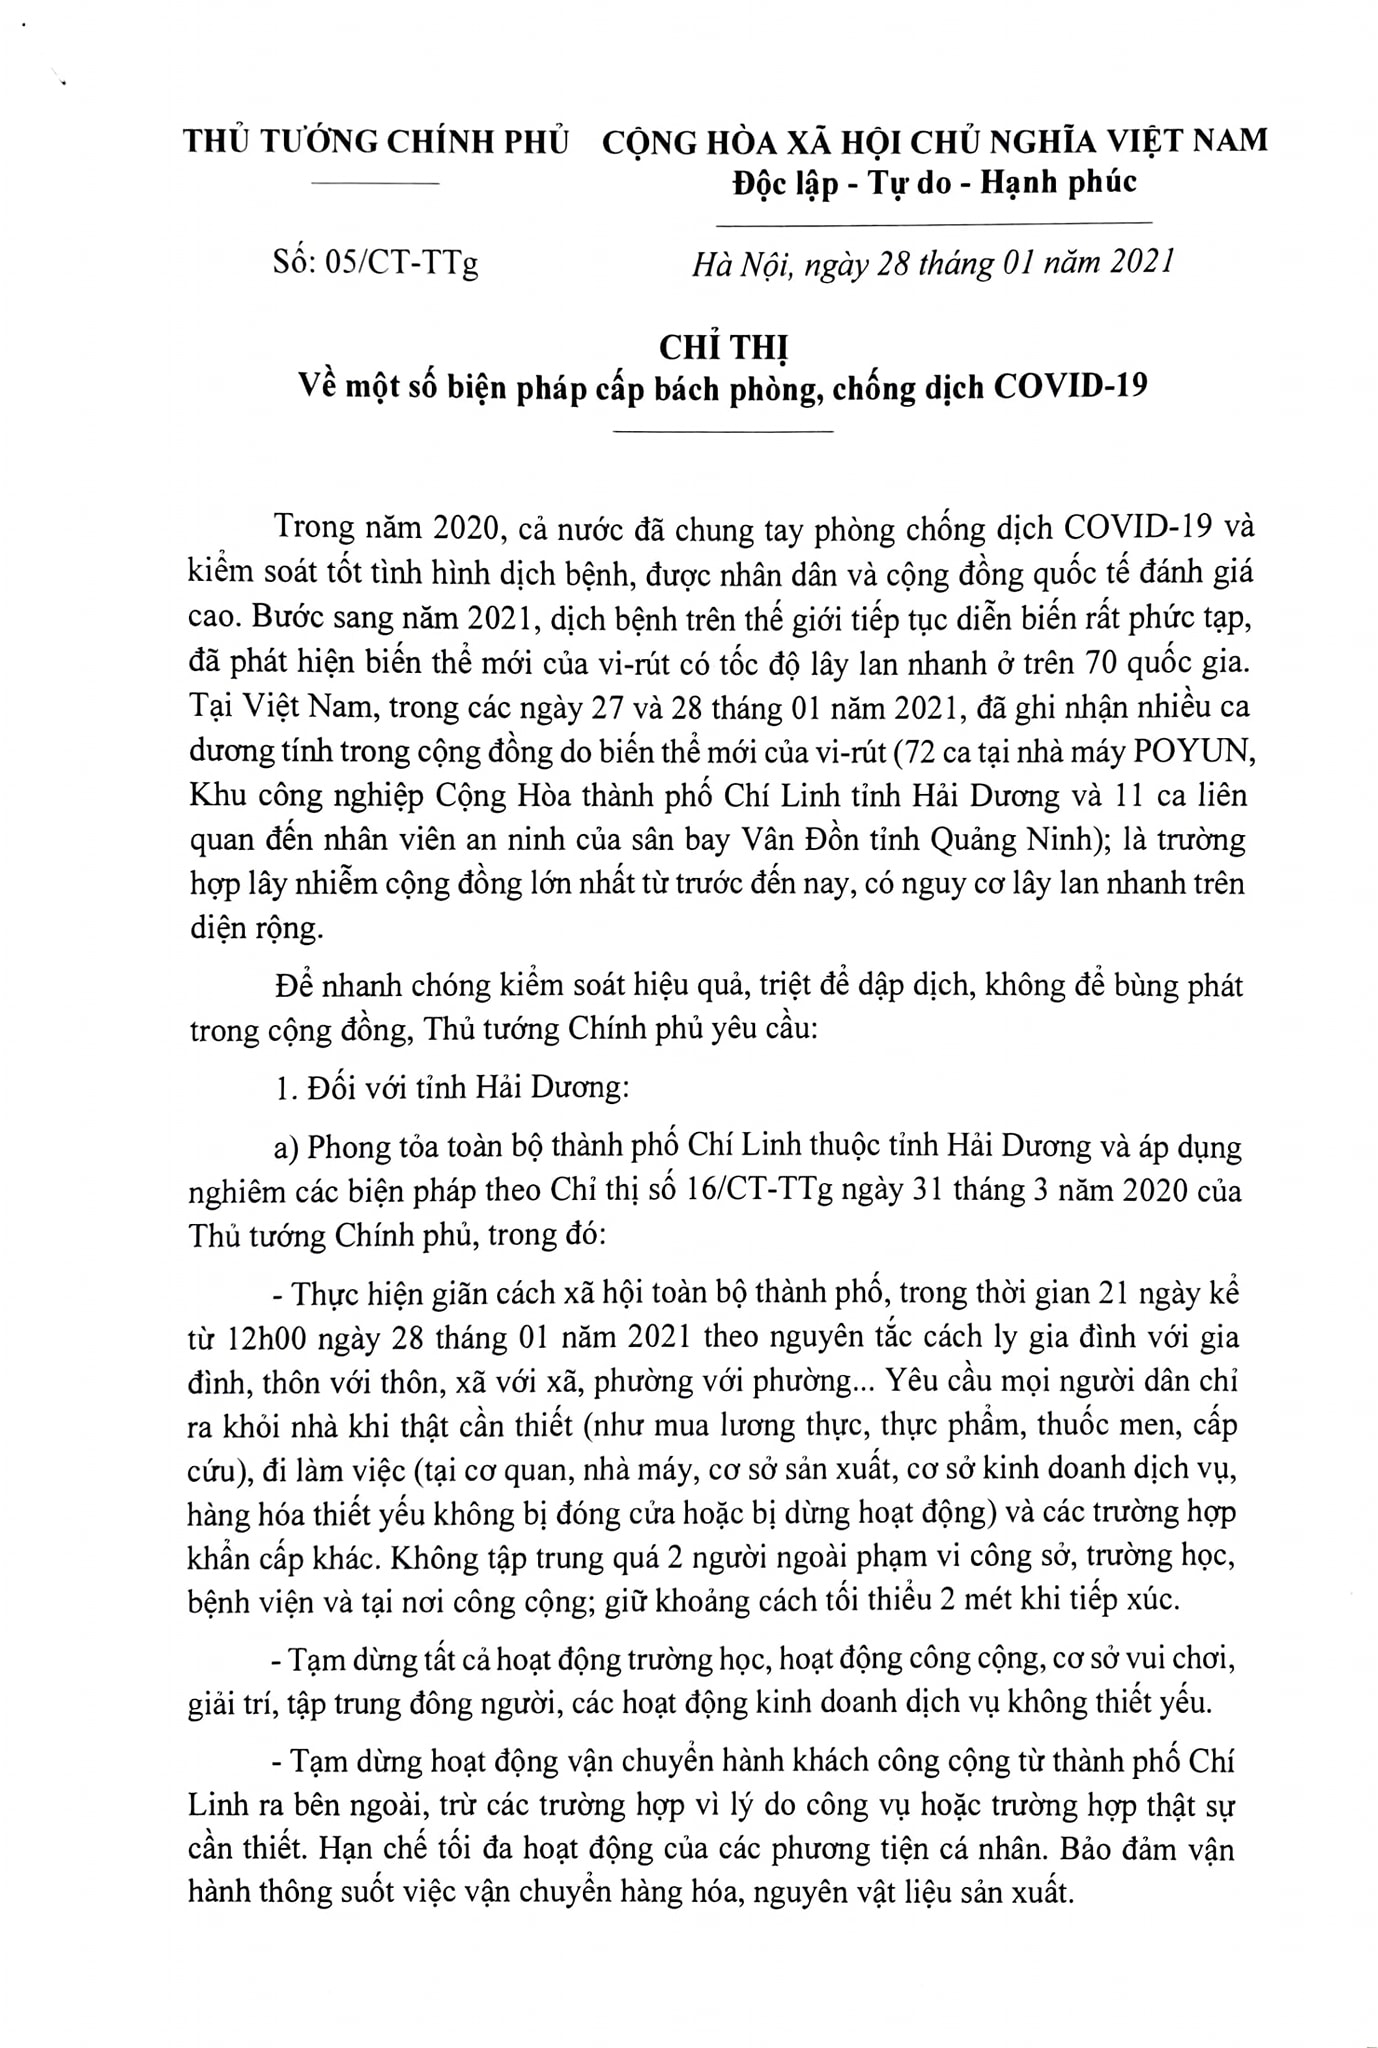 THỦ TƯỚNG CHÍNH PHỦ
CỘNG HÒA XÃ HỘI CHỦ NGHĨA VIỆT NAM
Độc lập - Tự do - Hạnh phúc
Số: 05/CT-TTg
Hà Nội, ngày 28 tháng 01 năm 2021
CHỈ THỊ
Về một số biện pháp cấp bách phòng, chống dịch COVID-19
Trong năm 2020, cả nước đã chung tay phòng chống dịch COVID-19 và
kiểm soát tốt tình hình dịch bệnh, được nhân dân và cộng đồng quốc tế đánh giá
cao. Bước sang năm 2021, dịch bệnh trên thế giới tiếp tục diễn biến rất phức tạp,
đã phát hiện biến thể mới của vi-rút có tốc độ lây lan nhanh ở trên 70 quốc gia.
Tại Việt Nam, trong các ngày 27 và 28 tháng 01 năm 2021, đã ghi nhận nhiều ca
dương tính trong cộng đồng do biến thể mới của vi-rút (72 ca tại nhà máy POYUN,
Khu công nghiệp Cộng Hòa thành phố Chí Linh tỉnh Hải Dương và 11 ca liên
quan đến nhân viên an ninh của sân bay Vân Đồn tỉnh Quảng Ninh); là trường
hợp lây nhiễm cộng đồng lớn nhất từ trước đến nay, có nguy cơ lây lan nhanh trên
diện rộng.
Để nhanh chóng kiểm soát hiệu quả, triệt để dập dịch, không để bùng phát
trong cộng đồng, Thủ tướng Chính phủ yêu cầu:
1. Đối với tỉnh Hải Dương:
a) Phong tỏa toàn bộ thành phố Chí Linh thuộc tỉnh Hải Dương và áp dụng
nghiêm các biện pháp theo Chỉ thị số 16/CT-TTg ngày 31 tháng 3 năm 2020 của
Thủ tướng Chính phủ, trong đó:
- Thực hiện giãn cách xã hội toàn bộ thành phố, trong thời gian 21 ngày kể
từ 12h00 ngày 28 tháng 01 năm 2021 theo nguyên tắc cách ly gia đình với gia
đình, thôn với thôn, xã với xã, phường với phường... Yêu cầu mọi người dân chỉ
ra khỏi nhà khi thật cần thiết (như mua lương thực, thực phẩm, thuốc men, cấp
cứu), đi làm việc (tại cơ quan, nhà máy, cơ sở sản xuất, cơ sở kinh doanh dịch vụ,
hàng hóa thiết yếu không bị đóng cửa hoặc bị dừng hoạt động) và các trường hợp
khẩn cấp khác. Không tập trung quá 2 người ngoài phạm vi công sở, trường học,
bệnh viện và tại nơi công cộng; giữ khoảng cách tối thiểu 2 mét khi tiếp xúc.
- Tạm dừng tất cả hoạt động trường học, hoạt động công cộng, cơ sở vui chơi,
giải trí, tập trung đông người, các hoạt động kinh doanh dịch vụ không thiết yếu.
- Tạm dừng hoạt động vận chuyển hành khách công cộng từ thành phố Chí
Linh ra bên ngoài, trừ các trường hợp vì lý do công vụ hoặc trường hợp thật sự
cần thiết. Hạn chế tối đa hoạt động của các phương tiện cá nhân. Bảo đảm vận
hành thông suốt việc vận chuyển hàng hóa, nguyên vật liệu sản xuất.